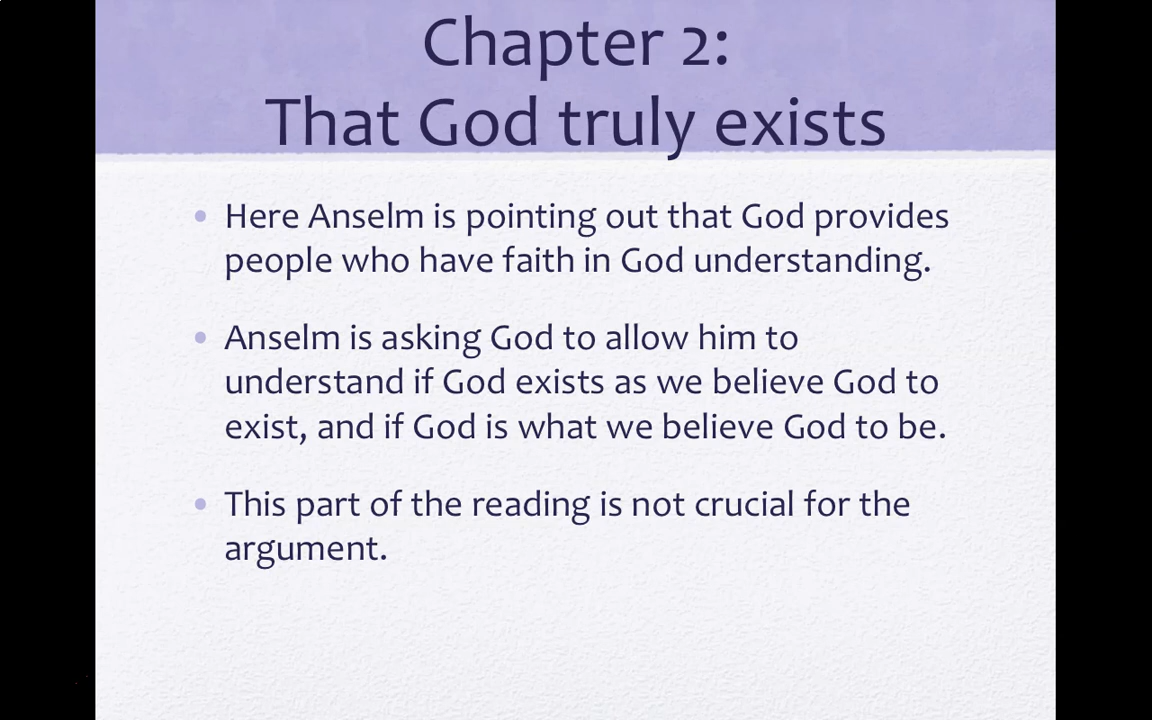 Chapter 2:
That God truly exists
• Here Anselm is pointing out that God provides
people who have faith in God understanding.
• Anselm is asking God to allow him to
understand if God exists as we believe God to
exist, and if God is what we believe God to be.
• This part of the reading is not crucial for the
argument.